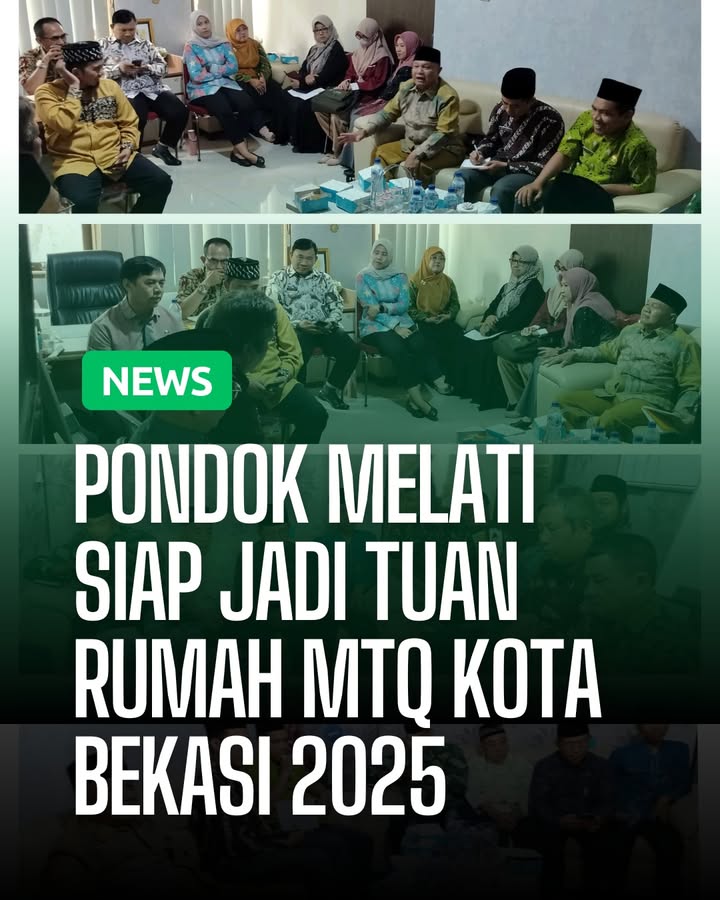 NEWS
PONDOK MELATI
SIAP JADI TUAN
RUMAH MTQ KOTA
BEKASI 2025